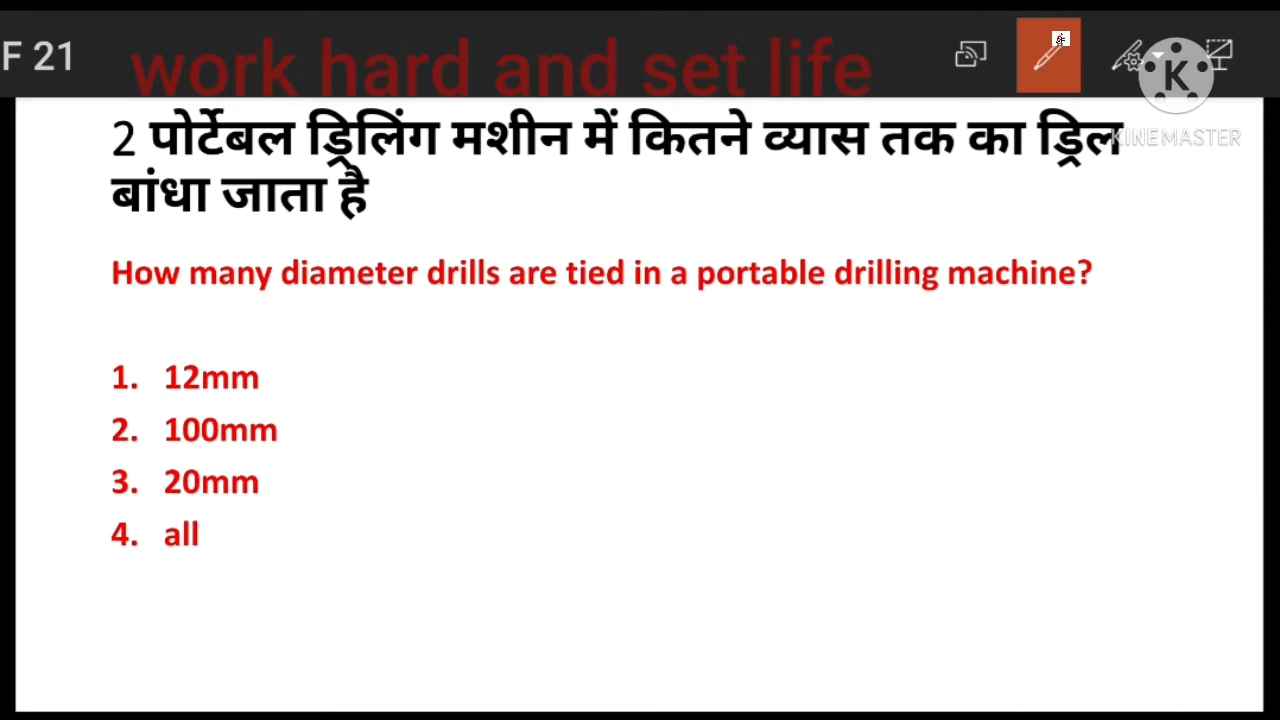 F 21
work hard and set life
K
KINEMASTER
2 पोर्टेबल ड्रिलिंग मशीन में कितने व्यास तक का ड्रिल
बांधा जाता है
How many diameter drills are tied in a portable drilling machine?
1. 12mm
2. 100mm
3. 20mm
4. all